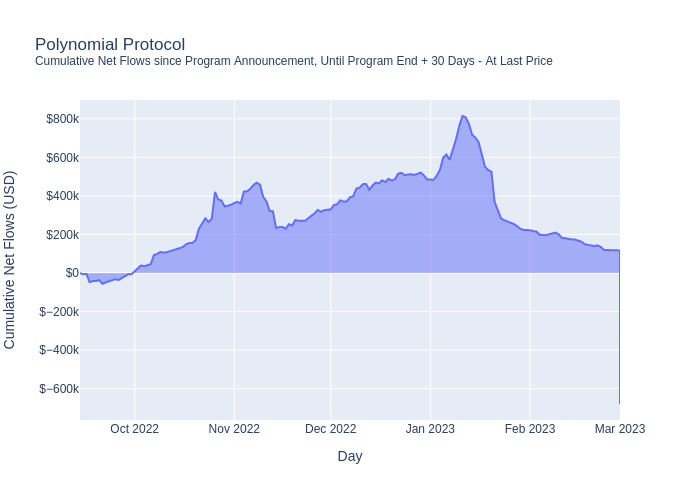 Polynomial Protocol
Cumulative Net Flows since Program Announcement, Until Program End + 30 Days - At Last Price
Cumulative Net Flows (USD)
$800k
$600k
$400k
$200k
$0
$−200k
$−400k
$−600k
Oct 2022
Nov 2022
Dec 2022
Jan 2023
Feb 2023
Mar 2023
Day